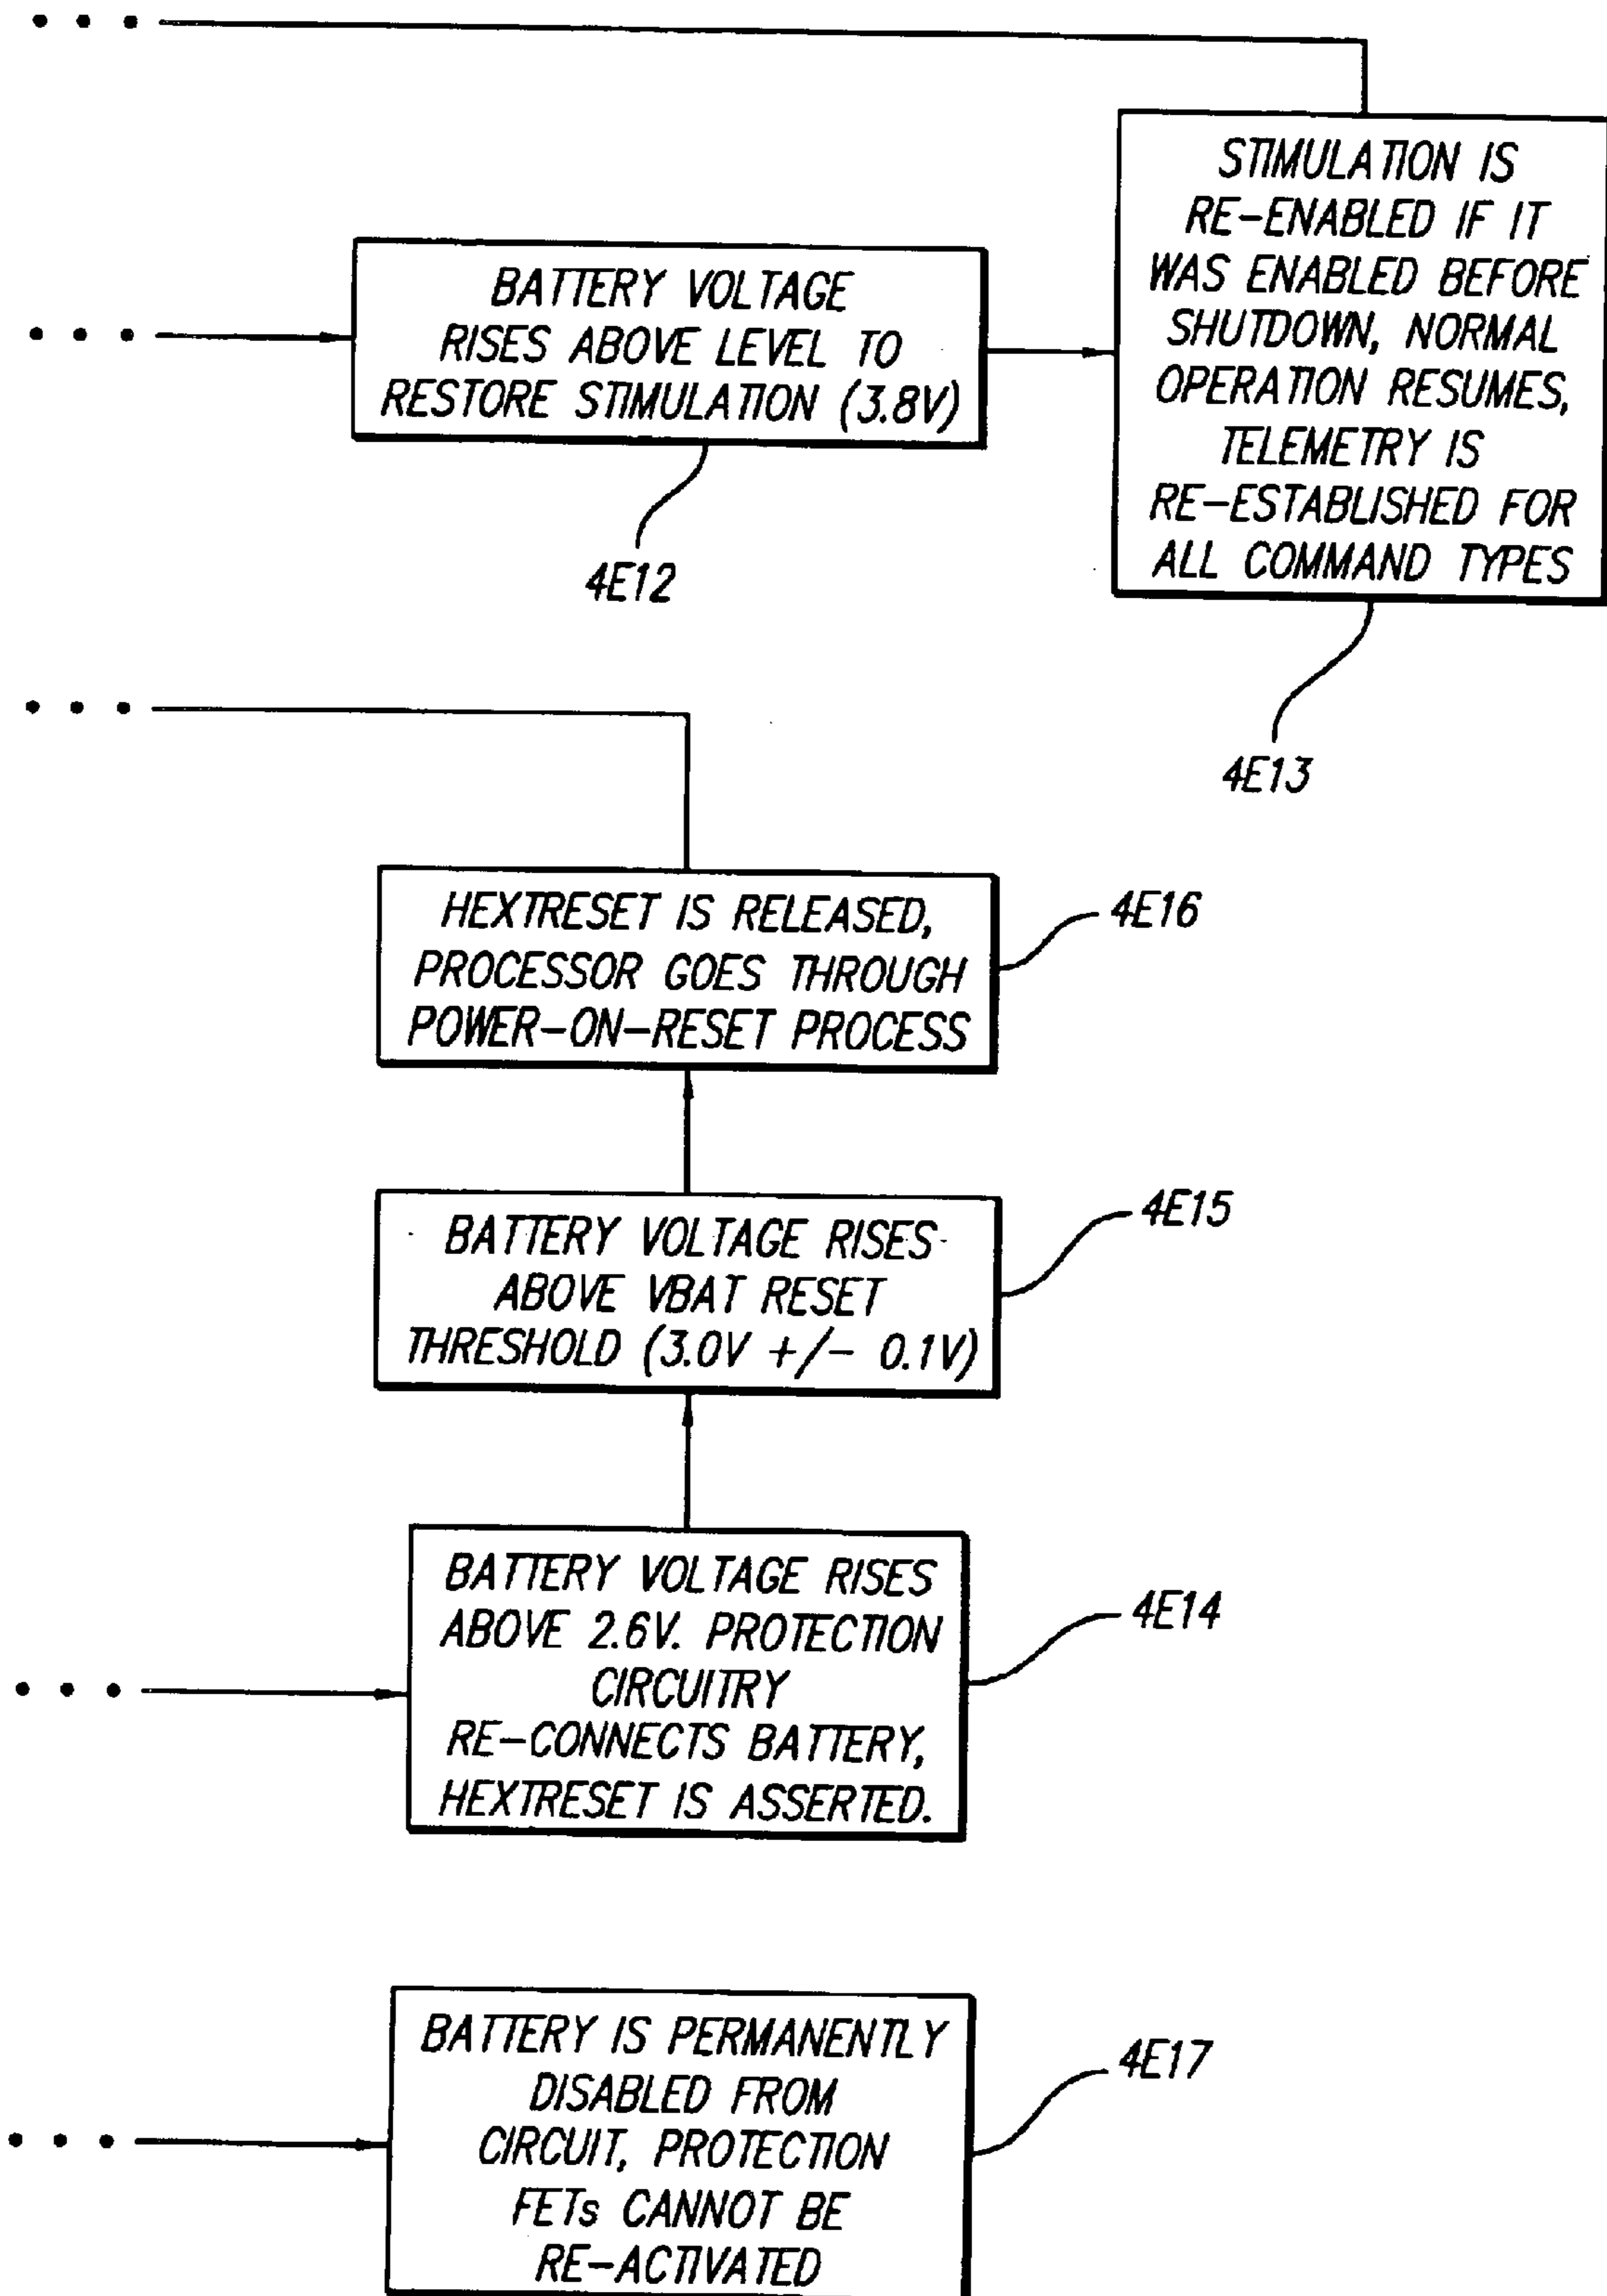 STIMULATION IS
RE-ENABLED IF IT
WAS ENABLED BEFORE
SHUTDOWN, NORMAL
OPERATION RESUMES,
TELEMETRY IS
RE-ESTABLISHED FOR
ALL COMMAND TYPES
BATTERY VOLTAGE
RISES ABOVE LEVEL TO
RESTORE STIMULATION (3.8V)
4E12
4E13
HEXTRESET IS RELEASED,
PROCESSOR GOES THROUGH
POWER-ON-RESET PROCESS
4E16
BATTERY VOLTAGE RISES
ABOVE VBAT RESET
THRESHOLD (3.0V +/- 0.1V)
4E15
BATTERY VOLTAGE RISES
ABOVE 2.6V. PROTECTION
CIRCUITRY
RE-CONNECTS BATTERY,
HEXTRESET IS ASSERTED.
4E14
BATTERY IS PERMANENTLY
DISABLED FROM
CIRCUIT, PROTECTION
FETs CANNOT BE
RE-ACTIVATED
4E17